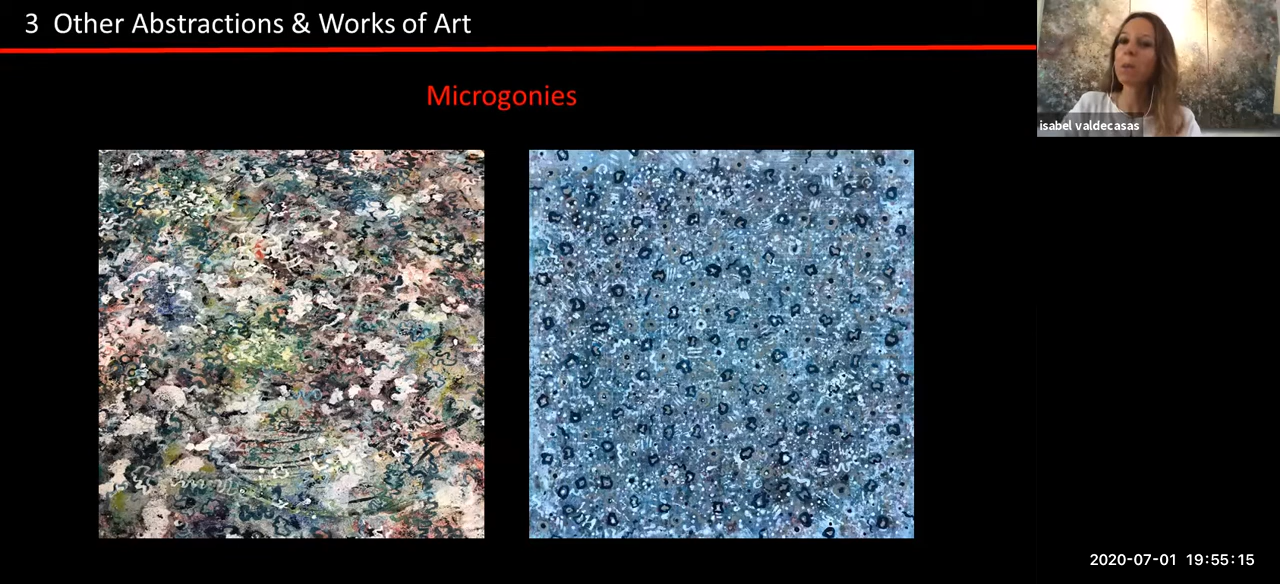 3 Other Abstractions & Works of Art
Microgonies
isabel valdecasas
2020-07-01 19:55:15